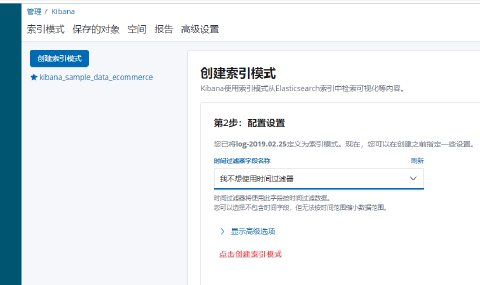 管理 / Kibana
索引模式 保存的对象 空间 报告 高级设置
创建索引模式
kibana_sample_data_ecommerce
创建索引模式
Kibana使用索引模式从Elasticsearch索引中检索可视化等内容。
第2步：配置设置
您已将log-2019.02.25定义为索引模式。现在，您可以在创建之前指定一些设置。
时间过滤器字段名称 刷新
我不想使用时间过滤器
时间过滤器将使用此字段按时间过滤数据。
您可以选择不包含时间字段，但无法按时间范围缩小数据范围。
显示高级选项
点击创建索引模式